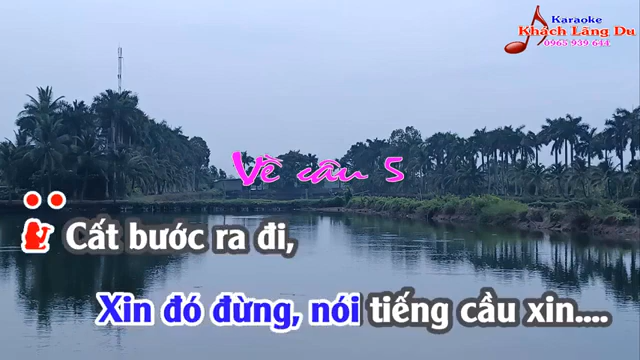 Karaoke
Khách Lãng Du
0965 939 644
Về câu 5
Cất bước ra đi,
Xin đó đừng, nói tiếng cầu xin....